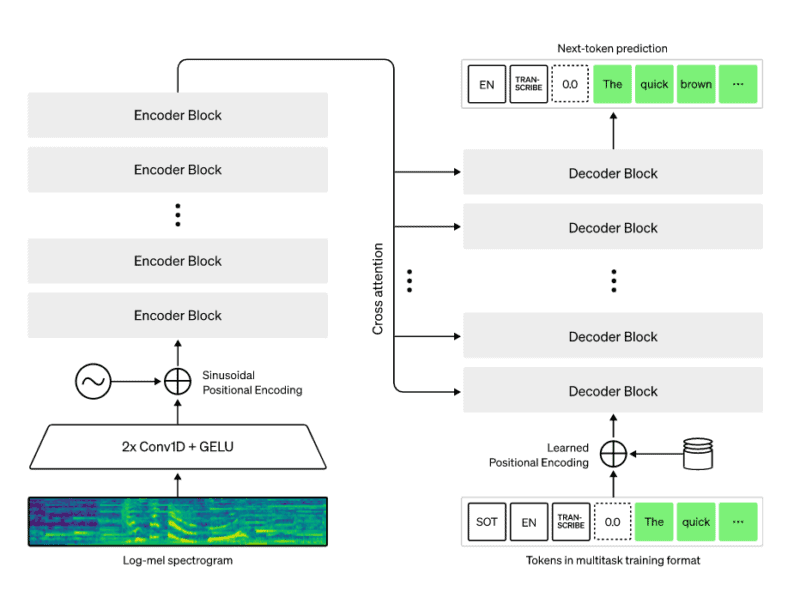 Next-token prediction
EN
TRAN-
SCRIBE
0.0
The
quick
brown
...
Encoder Block
Encoder Block
Encoder Block
Encoder Block
Sinusoidal
Positional Encoding
2x Conv1D + GELU
Log-mel spectrogram
Cross attention
Decoder Block
Decoder Block
Decoder Block
Decoder Block
Learned
Positional Encoding
SOT
EN
TRAN-
SCRIBE
0.0
The
quick
...
Tokens in multitask training format